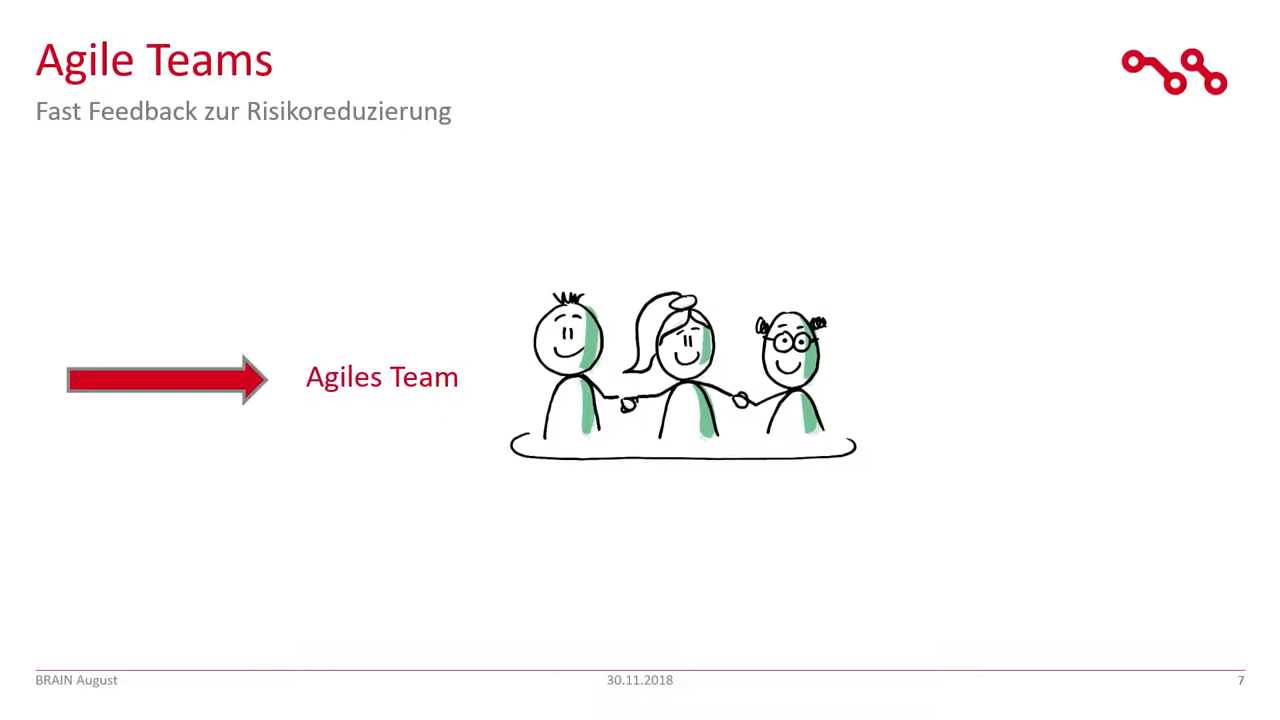 Agile Teams
Fast Feedback zur Risikoreduzierung
Agiles Team
BRAIN August
30.11.2018
7